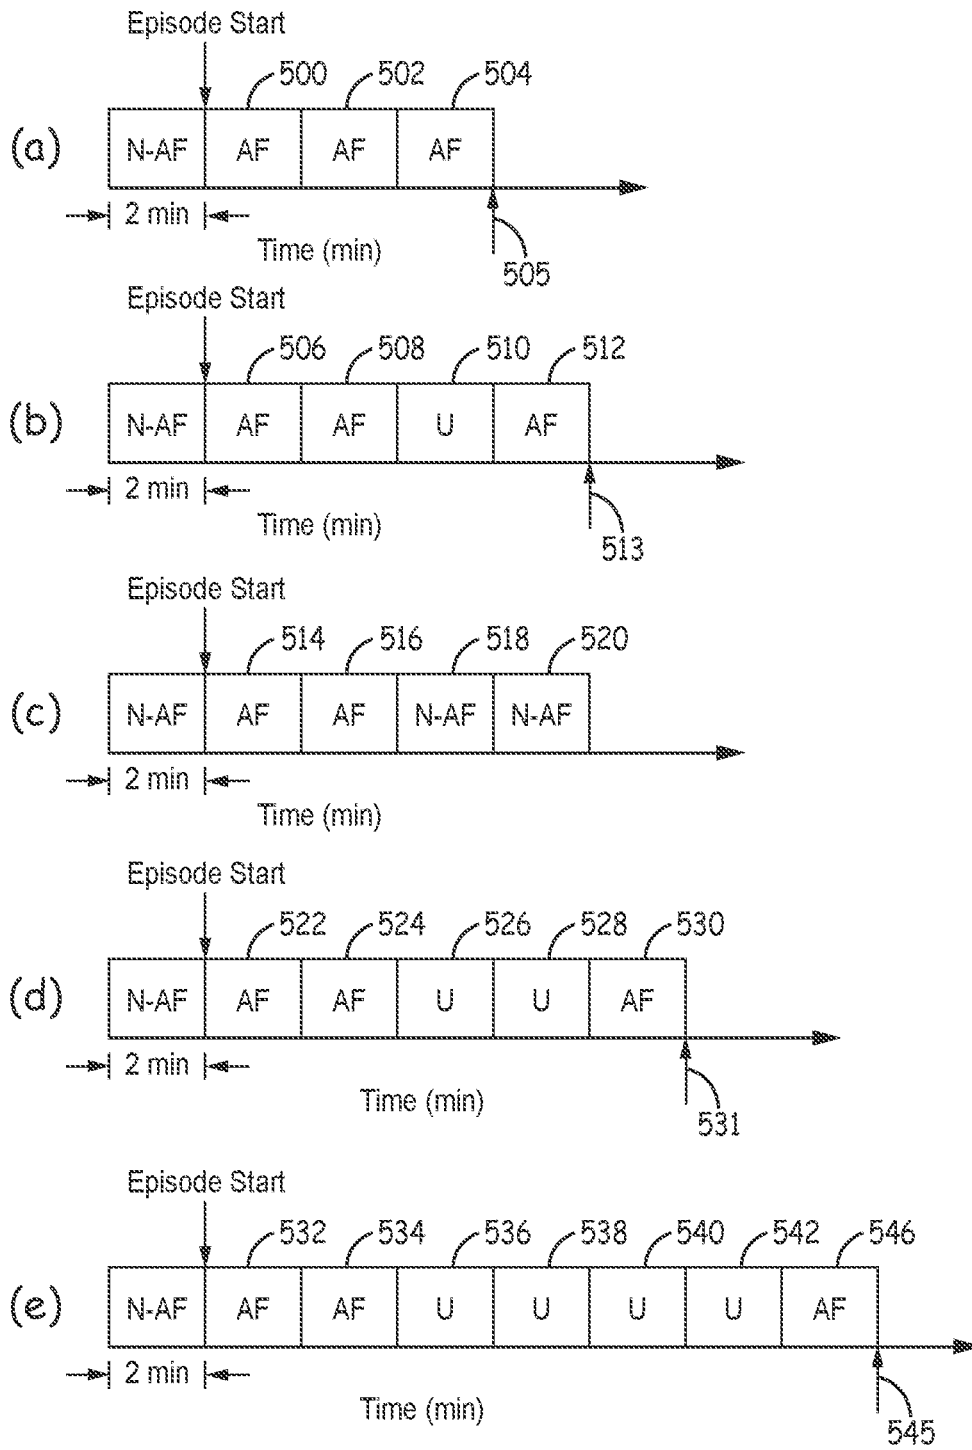 Episode Start
500 502 504
(a) N-AF AF AF AF
2 min
Time (min)
505
Episode Start
506 508 510 512
(b) N-AF AF AF U AF
2 min
Time (min)
513
Episode Start
514 516 518 520
(c) N-AF AF AF N-AF N-AF
2 min
Time (min)
Episode Start
522 524 526 528 530
(d) N-AF AF AF U U AF
2 min
Time (min)
531
Episode Start
532 534 536 538 540 542 546
(e) N-AF AF AF U U U U AF
2 min
Time (min)
545